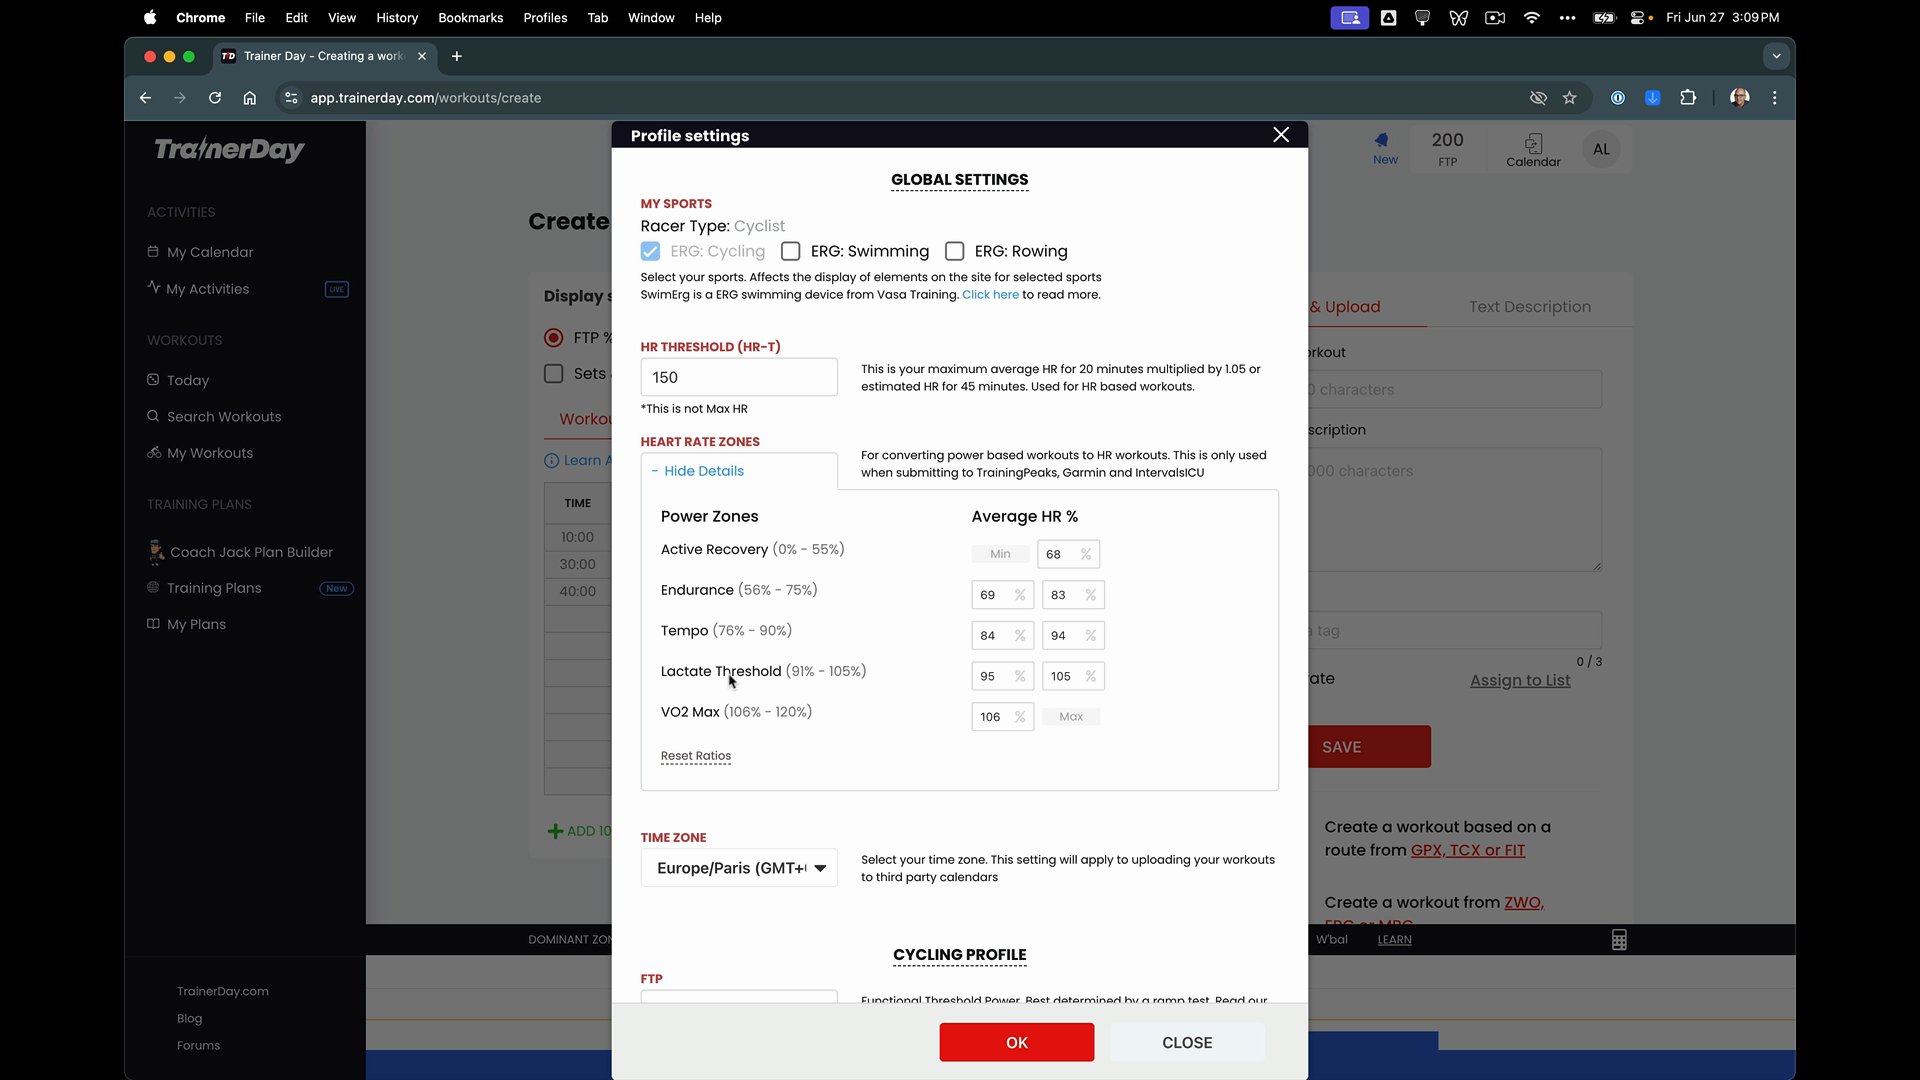 Chrome File Edit View History Bookmarks Profiles Tab Window Help Fri Jun 27 3:09 PM
TD Trainer Day - Creating a work
app.trainerday.com/workouts/create
TrainerDay
ACTIVITIES
My Calendar
My Activities LIVE
WORKOUTS
Today
Search Workouts
My Workouts
TRAINING PLANS
Coach Jack Plan Builder
Training Plans New
My Plans
TrainerDay.com
Blog
Forums
Create
Display s
FTP %
Sets
Worko
Learn
TIME
10:00
30:00
40:00
ADD 10
DOMINANT ZON
Profile settings
GLOBAL SETTINGS
MY SPORTS
Racer Type: Cyclist
ERG: Cycling ERG: Swimming ERG: Rowing
Select your sports. Affects the display of elements on the site for selected sports
SwimErg is a ERG swimming device from Vasa Training. Click here to read more.
HR THRESHOLD (HR-T)
150
This is your maximum average HR for 20 minutes multiplied by 1.05 or
estimated HR for 45 minutes. Used for HR based workouts.
*This is not Max HR
HEART RATE ZONES
- Hide Details
For converting power based workouts to HR workouts. This is only used
when submitting to TrainingPeaks, Garmin and IntervalsICU
Power Zones Average HR %
Active Recovery (0% - 55%) Min 68 %
Endurance (56% - 75%) 69 % 83 %
Tempo (76% - 90%) 84 % 94 %
Lactate Threshold (91% - 105%) 95 % 105 %
VO2 Max (106% - 120%) 106 % Max
Reset Ratios
TIME ZONE
Europe/Paris (GMT+
Select your time zone. This setting will apply to uploading your workouts
to third party calendars
CYCLING PROFILE
FTP
Functional Threshold Power. Best determined by a ramp test. Read our
OK CLOSE
New
200
FTP
Calendar
AL
& Upload Text Description
rkout
0 characters
scription
000 characters
a tag
0 / 3
ate Assign to List
SAVE
Create a workout based on a
route from GPX, TCX or FIT
Create a workout from ZWO,
ERG or MRC
W'bal LEARN